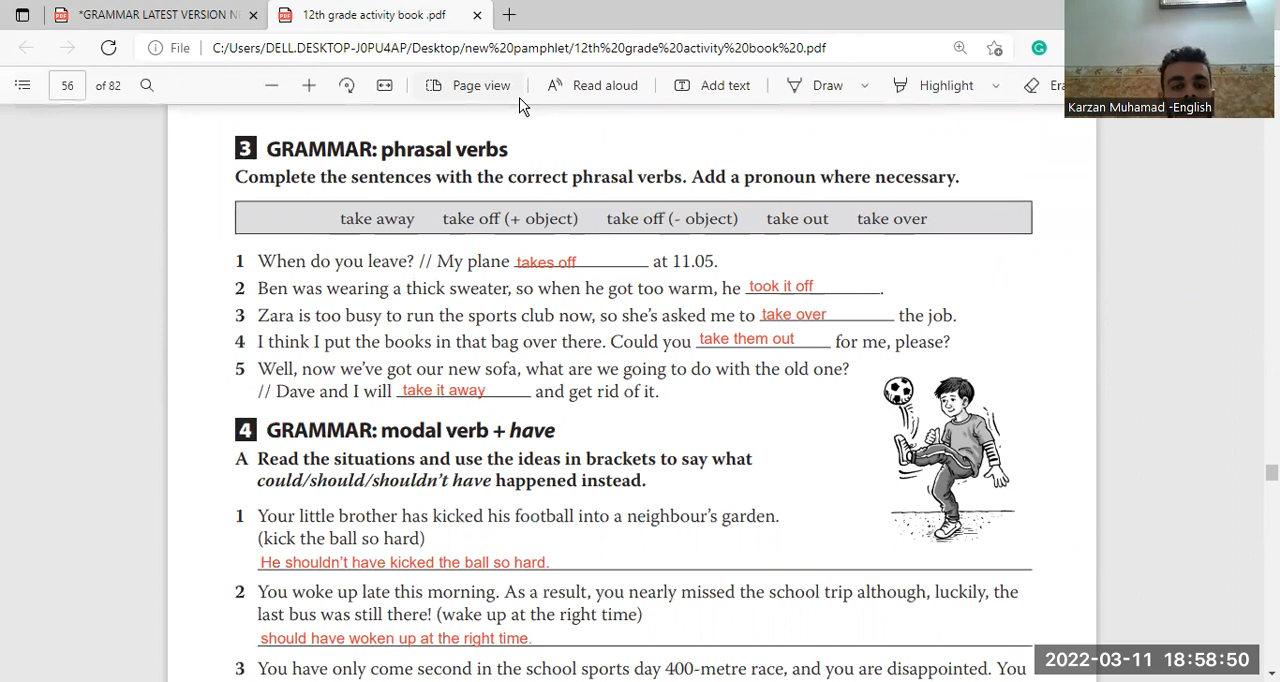 *GRAMMAR LATEST VERSION N
12th grade activity book .pdf
File
C:/Users/DELL.DESKTOP-J0PU4AP/Desktop/new%20pamphlet/12th%20grade%20activity%20book%20.pdf
56 of 82
Page view
Read aloud
Add text
Draw
Highlight
Era
Karzan Muhamad -English
3 GRAMMAR: phrasal verbs
Complete the sentences with the correct phrasal verbs. Add a pronoun where necessary.
take away take off (+ object) take off (- object) take out take over
1 When do you leave? // My plane takes off at 11.05.
2 Ben was wearing a thick sweater, so when he got too warm, he took it off.
3 Zara is too busy to run the sports club now, so she's asked me to take over the job.
4 I think I put the books in that bag over there. Could you take them out for me, please?
5 Well, now we've got our new sofa, what are we going to do with the old one?
// Dave and I will take it away and get rid of it.
4 GRAMMAR: modal verb + have
A Read the situations and use the ideas in brackets to say what
could/should/shouldn't have happened instead.
1 Your little brother has kicked his football into a neighbour's garden.
(kick the ball so hard)
He shouldn't have kicked the ball so hard.
2 You woke up late this morning. As a result, you nearly missed the school trip although, luckily, the
last bus was still there! (wake up at the right time)
should have woken up at the right time.
3 You have only come second in the school sports day 400-metre race, and you are disappointed. You
2022-03-11 18:58:50